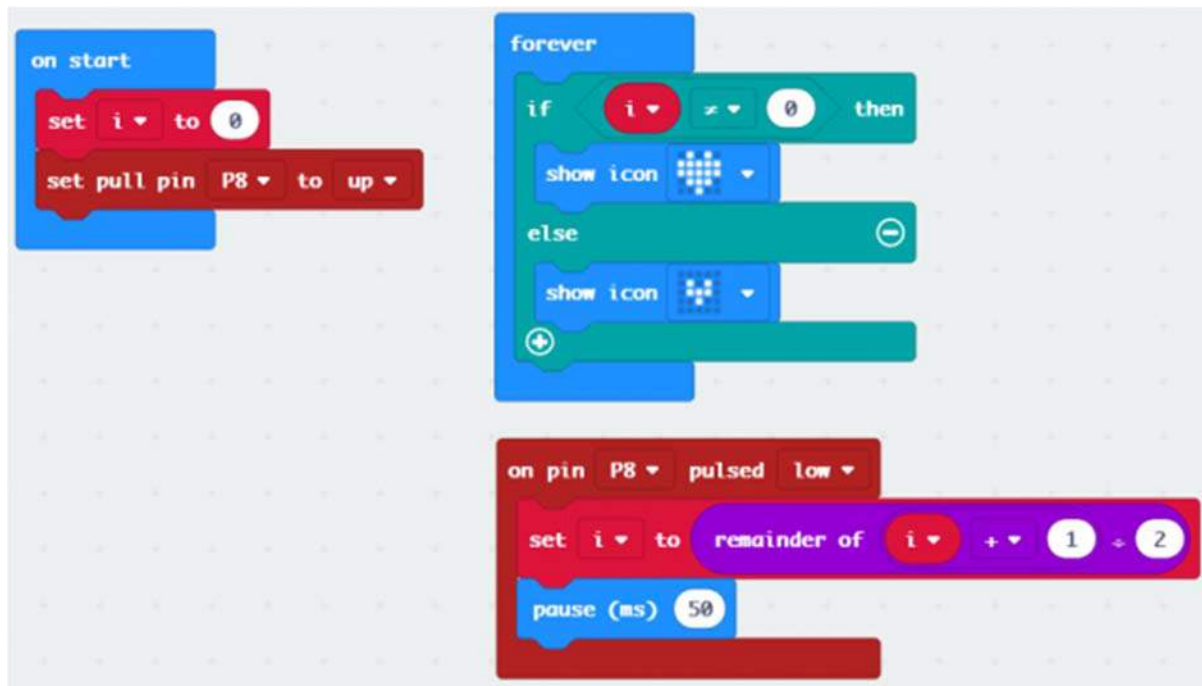 on start
set i to 0
set pull pin P8 to up
forever
if i ≠ 0 then
show icon
else
show icon
on pin P8 pulsed low
set i to remainder of i + 1 ÷ 2
pause (ms) 50